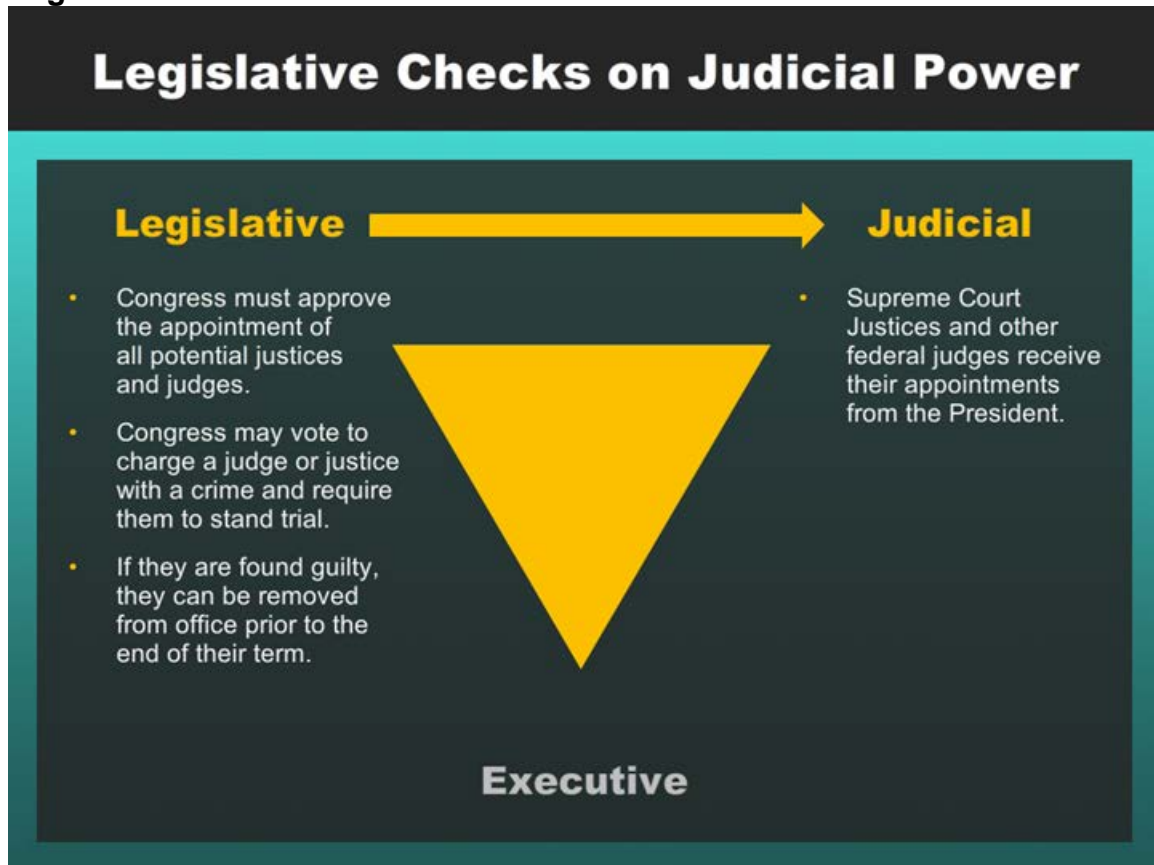 Legislative Checks on Judicial Power
Legislative
Judicial
• Congress must approve
the appointment of
all potential justices
and judges.
• Congress may vote to
charge a judge or justice
with a crime and require
them to stand trial.
• If they are found guilty,
they can be removed
from office prior to the
end of their term.
• Supreme Court
Justices and other
federal judges receive
their appointments
from the President.
Executive